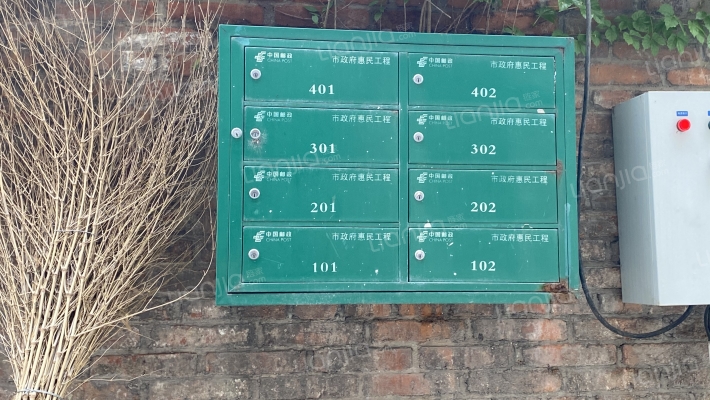 中国邮政 市政府惠民工程
CHINA POST
401
中国邮政 市政府惠民工程
CHINA POST
402
中国邮政 市政府惠民工程
CHINA POST
301
中国邮政 市政府惠民工程
CHINA POST
302
中国邮政 市政府惠民工程
CHINA POST
201
中国邮政 市政府惠民工程
CHINA POST
202
中国邮政 市政府惠民工程
CHINA POST
101
中国邮政 市政府惠民工程
CHINA POST
102